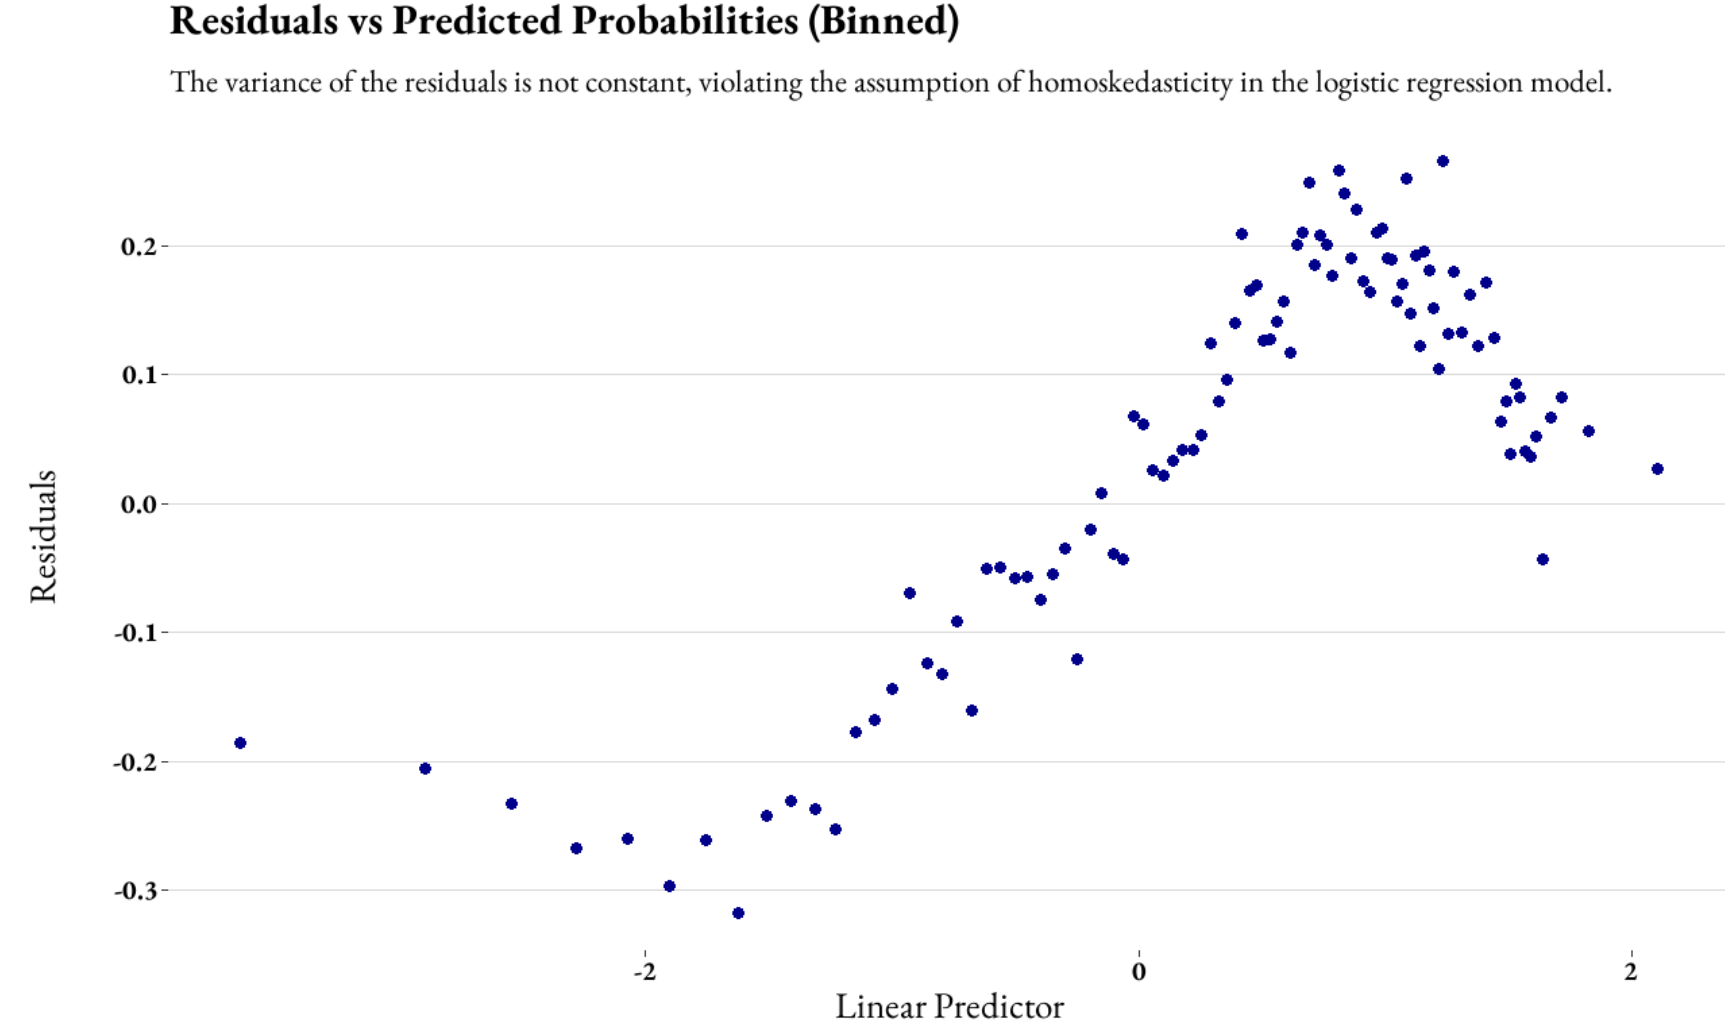 Residuals vs Predicted Probabilities (Binned)
The variance of the residuals is not constant, violating the assumption of homoskedasticity in the logistic regression model.
0.2
0.1
0.0
-0.1
-0.2
-0.3
Residuals
-2
0
2
Linear Predictor